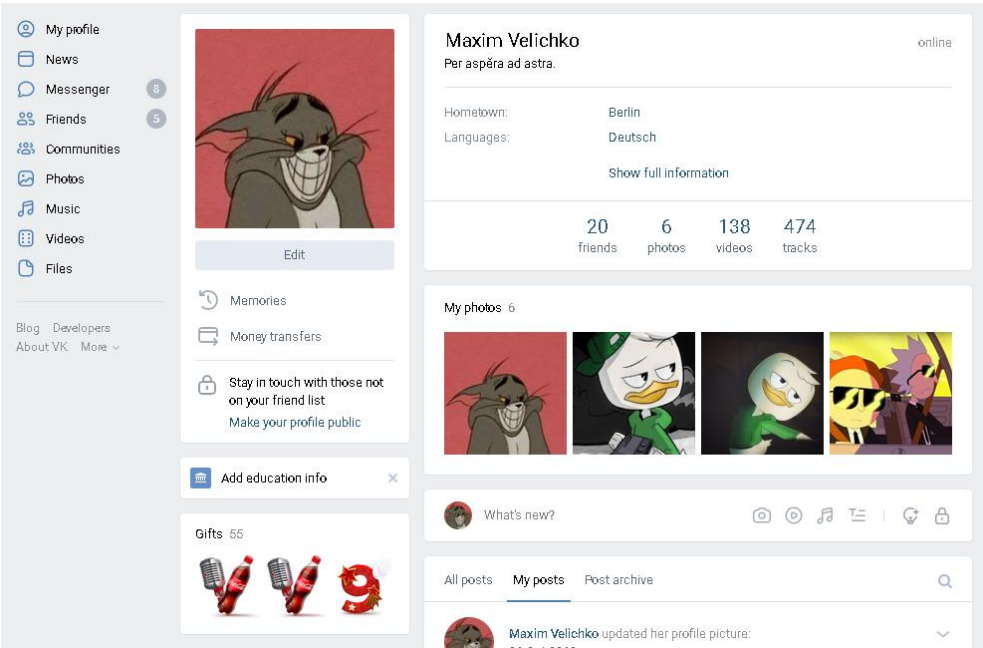 My profile
News
Messenger 8
Friends 5
Communities
Photos
Music
Videos
Files
Blog Developers
About VK More
Edit
Memories
Money transfers
Stay in touch with those not
on your friend list
Make your profile public
Add education info
Gifts 55
9
Maxim Velichko
online
Per aspĕra ad astra.
Hometown: Berlin
Languages: Deutsch
Show full information
20 6 138 474
friends photos videos tracks
My photos 6
What's new?
All posts My posts Post archive
Maxim Velichko updated her profile picture: